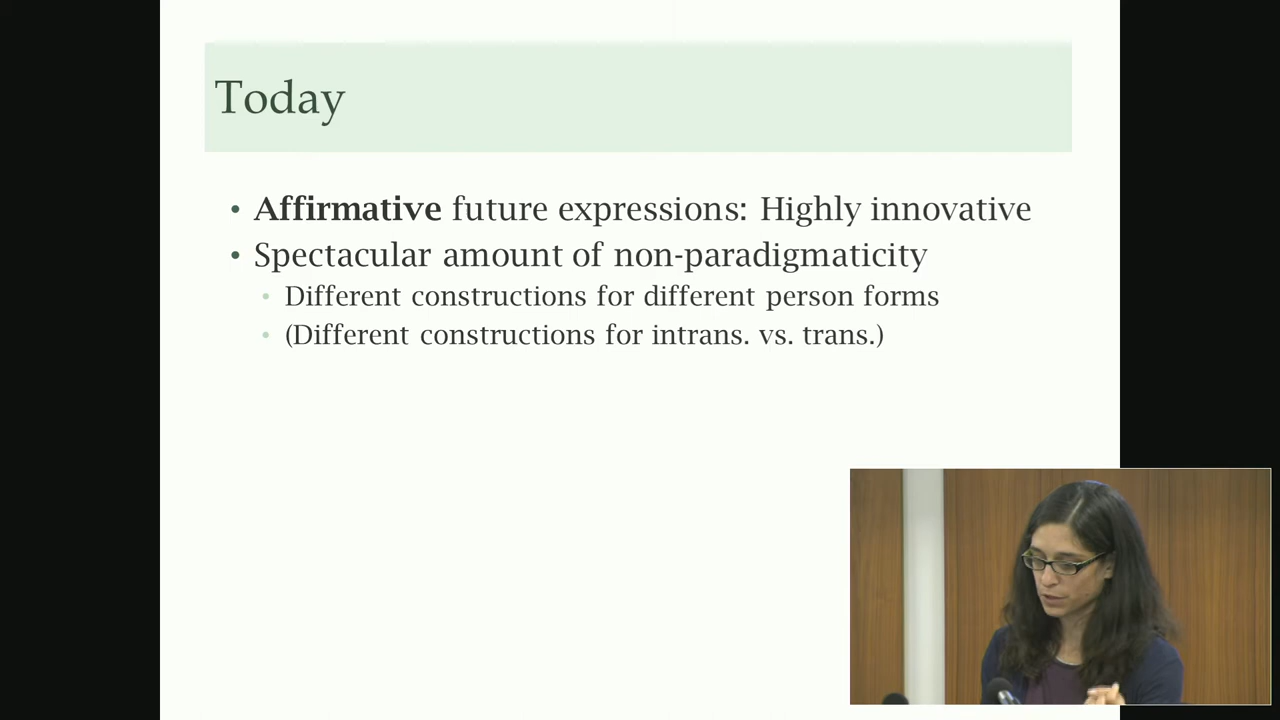 Today
• Affirmative future expressions: Highly innovative
• Spectacular amount of non-paradigmaticity
• Different constructions for different person forms
• (Different constructions for intrans. vs. trans.)